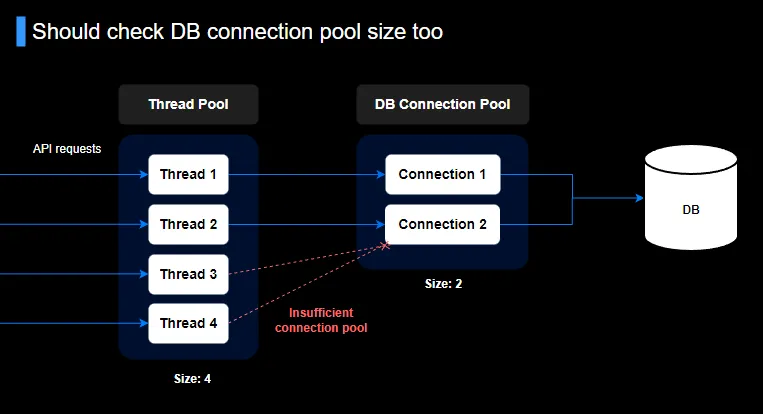 Should check DB connection pool size too
Thread Pool
DB Connection Pool
API requests
Thread 1
Connection 1
Thread 2
Connection 2
DB
Thread 3
Size: 2
Thread 4
Insufficient
connection pool
Size: 4